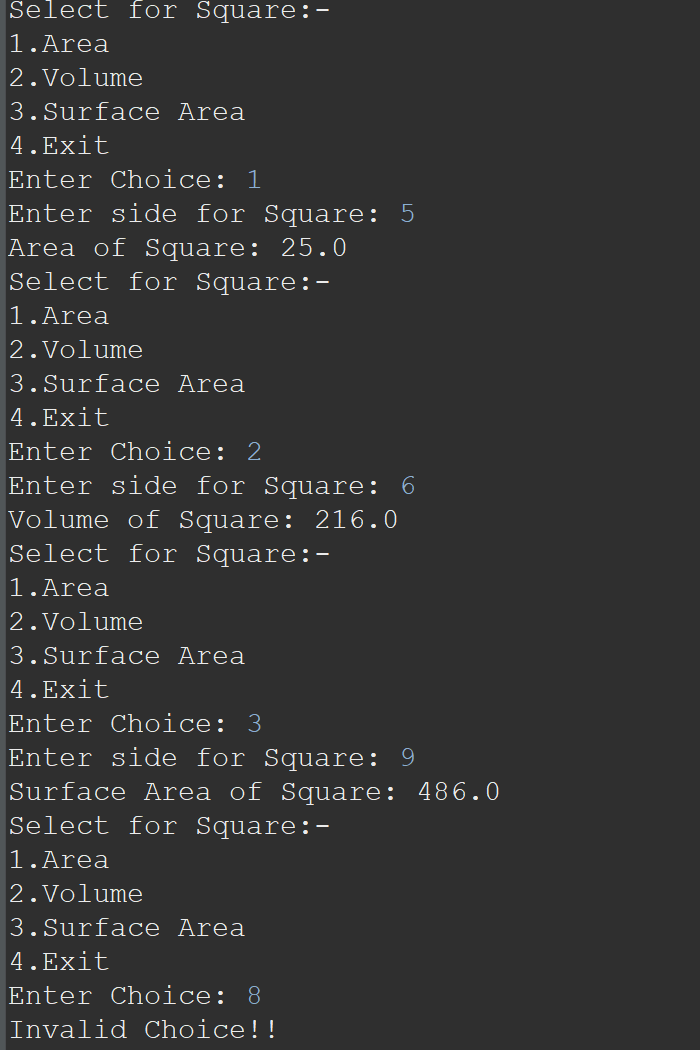 Select for Square:-
1.Area
2.Volume
3.Surface Area
4.Exit
Enter Choice: 1
Enter side for Square: 5
Area of Square: 25.0
Select for Square:-
1.Area
2.Volume
3.Surface Area
4.Exit
Enter Choice: 2
Enter side for Square: 6
Volume of Square: 216.0
Select for Square:-
1.Area
2.Volume
3.Surface Area
4.Exit
Enter Choice: 3
Enter side for Square: 9
Surface Area of Square: 486.0
Select for Square:-
1.Area
2.Volume
3.Surface Area
4.Exit
Enter Choice: 8
Invalid Choice!!